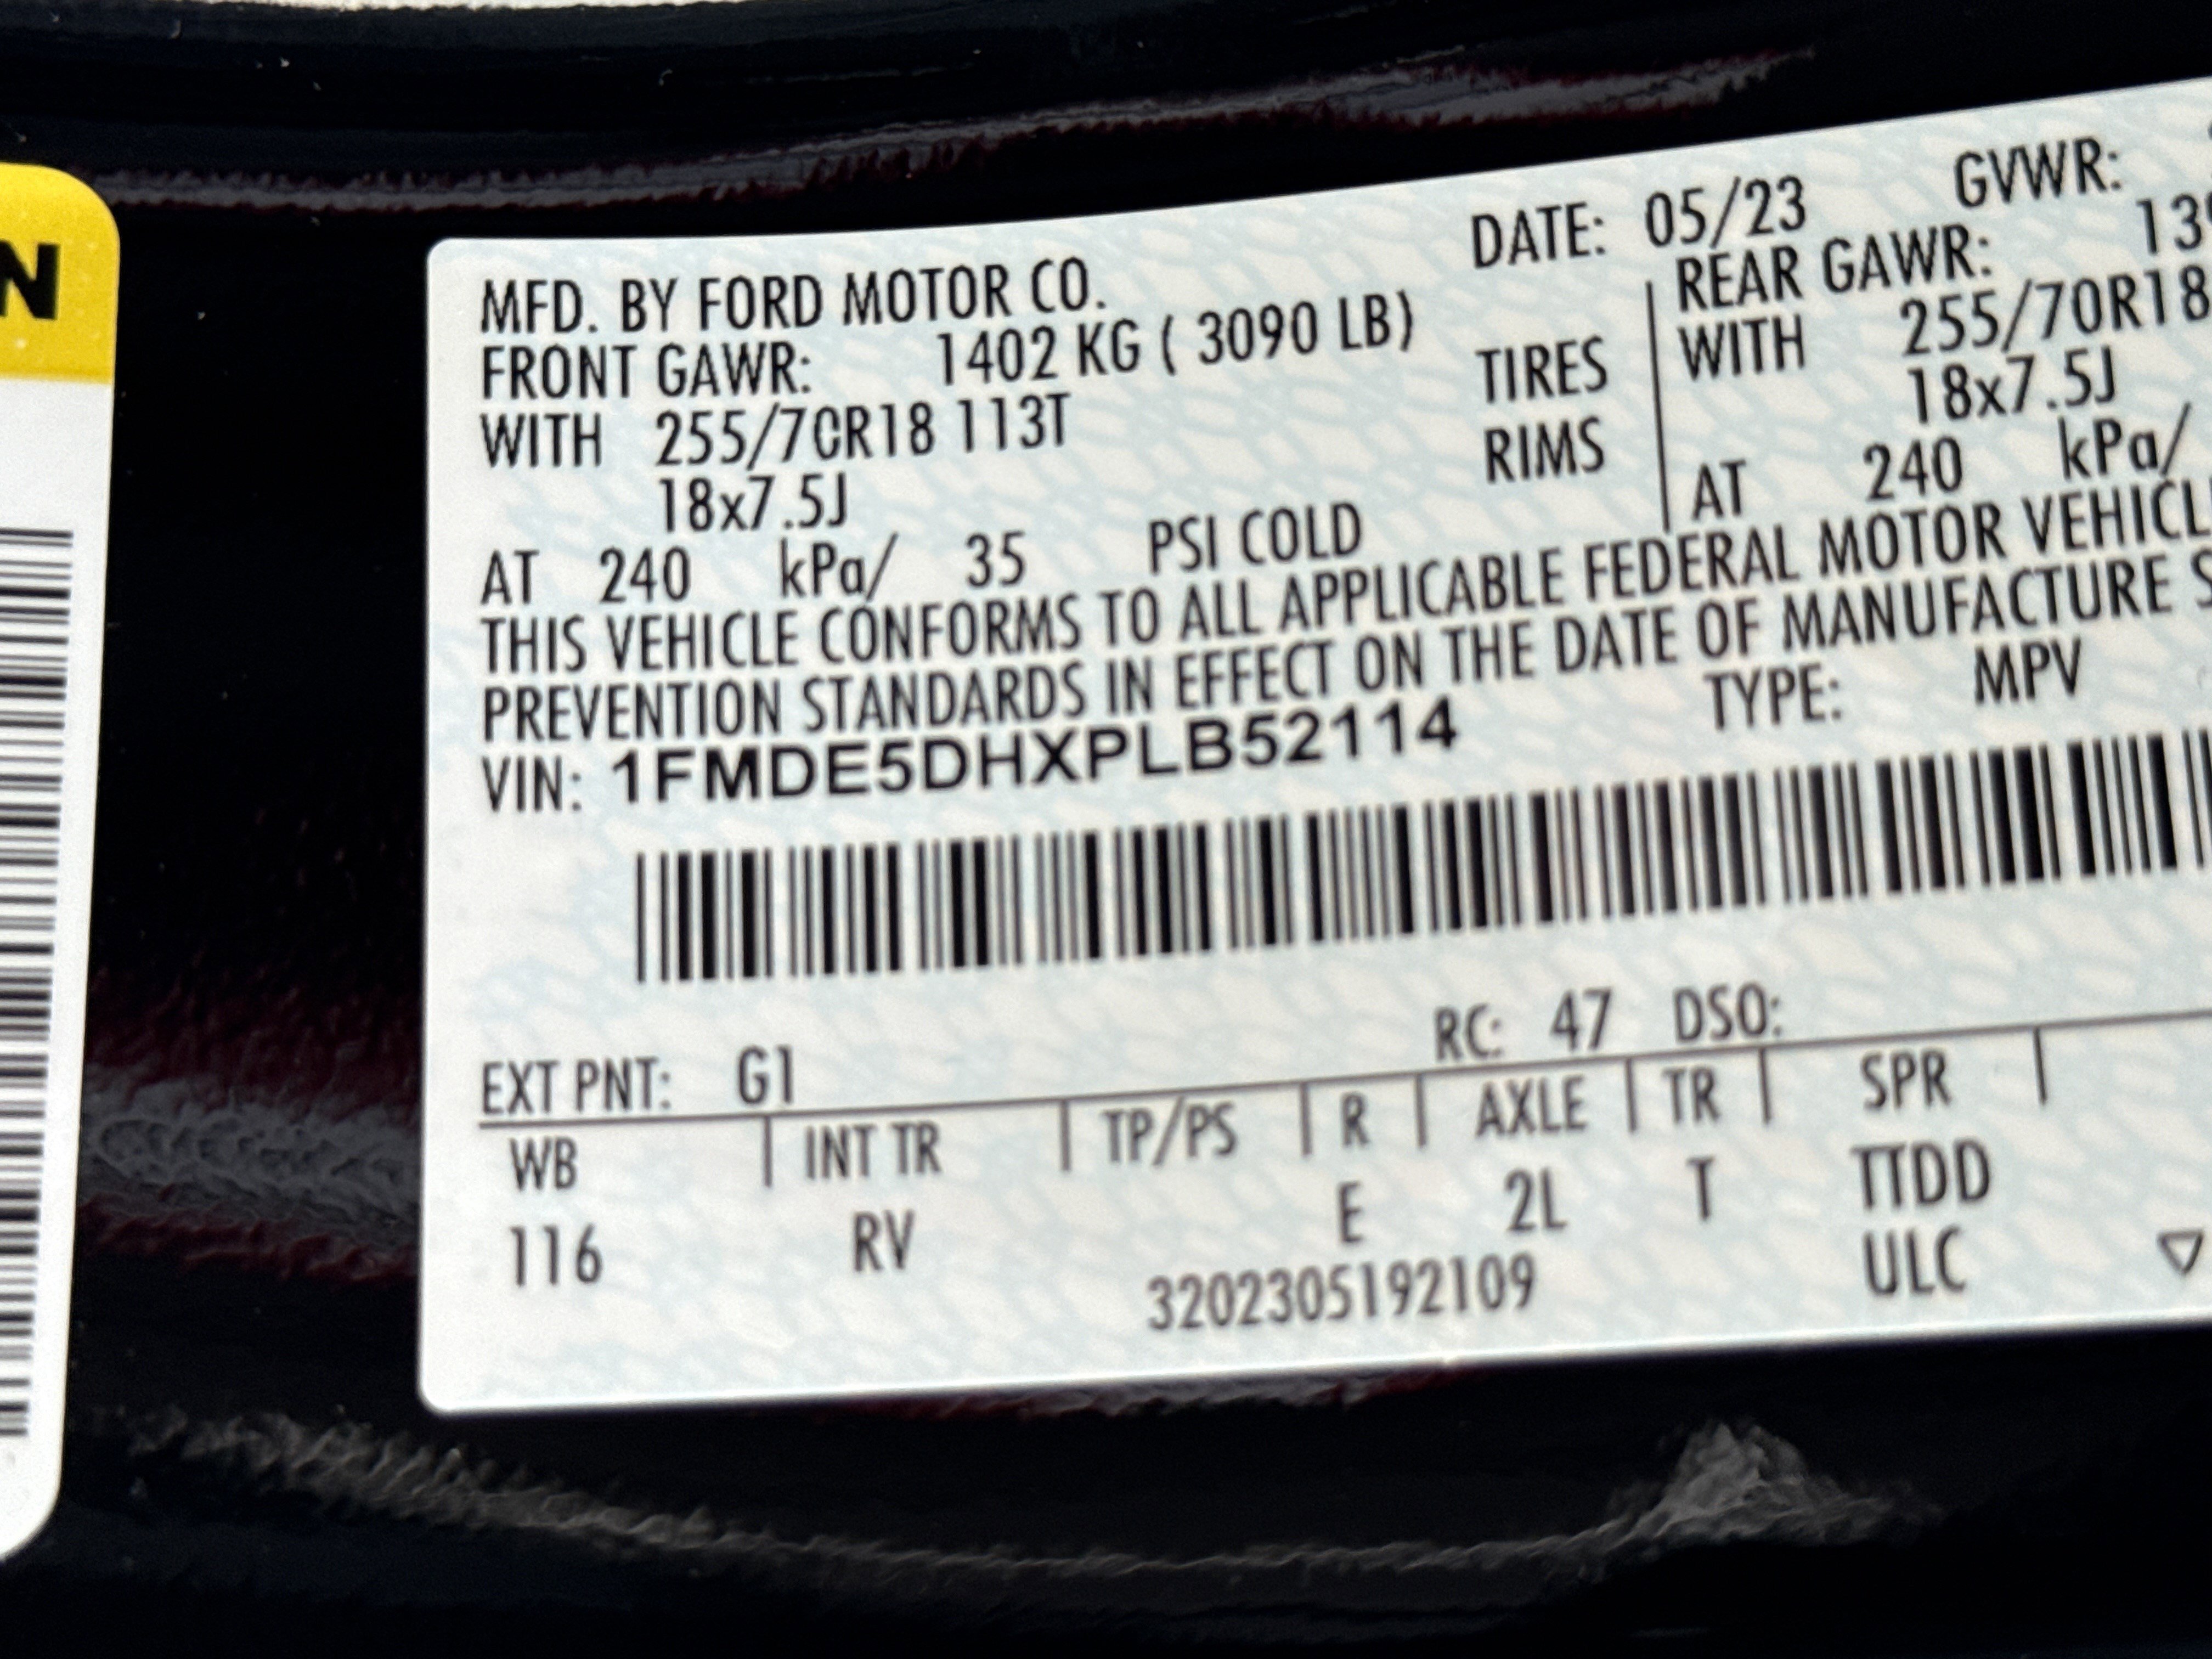 N
MFD. BY FORD MOTOR CO. DATE: 05/23 GVWR:
FRONT GAWR: 1402 KG ( 3090 LB) REAR GAWR:
WITH 255/70R18 113T TIRES WITH 255/70R18
18x7.5J RIMS 18x7.5J
AT 240 kPa/ 35 PSI COLD AT 240 kPa/
THIS VEHICLE CONFORMS TO ALL APPLICABLE FEDERAL MOTOR
PREVENTION STANDARDS IN EFFECT ON THE DATE OF MANUFACTURE
VIN: 1FMDE5DHXPLB52114 TYPE: MPV
EXT PNT: G1 RC: 47 DSO:
WB INT TR TP/PS R AXLE TR SPR
116 RV E 2L T TTDD
3202305192109 ULC